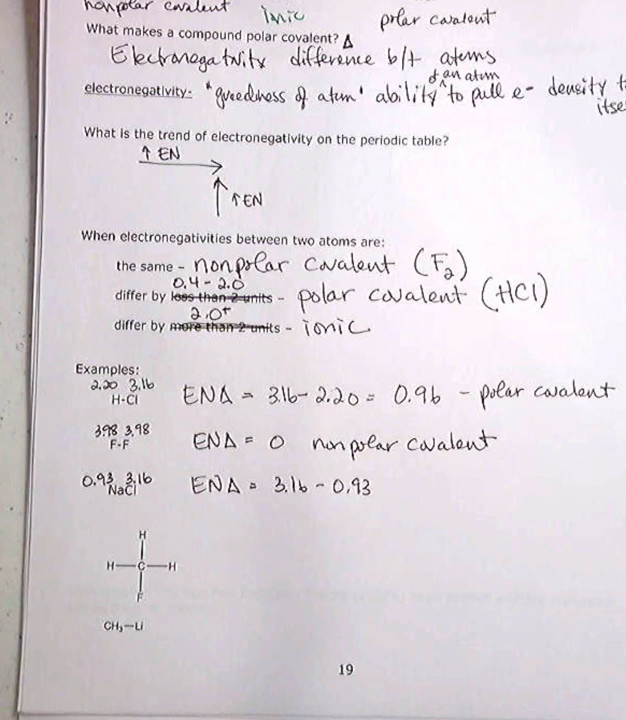 nonpolar covalent ionic polar covalent
What makes a compound polar covalent? Δ
Electronegativity difference b/t atoms
of an atom
electronegativity: "greediness of atom" ability to pull e- density t
itse
What is the trend of electronegativity on the periodic table?
↑ EN
↑ EN
When electronegativities between two atoms are:
the same - nonpolar covalent (F₂)
0.4 - 2.0
differ by less than 2 units - polar covalent (HCl)
2.0+
differ by more than 2 units - ionic
Examples:
2.20 3.16
H-Cl ENΔ = 3.16 - 2.20 = 0.96 - polar covalent
3.98 3.98
F-F ENΔ = 0 nonpolar covalent
0.93 3.16
NaCl ENΔ = 3.16 - 0.93
H
H—C—H
F
CH₃—Li
19